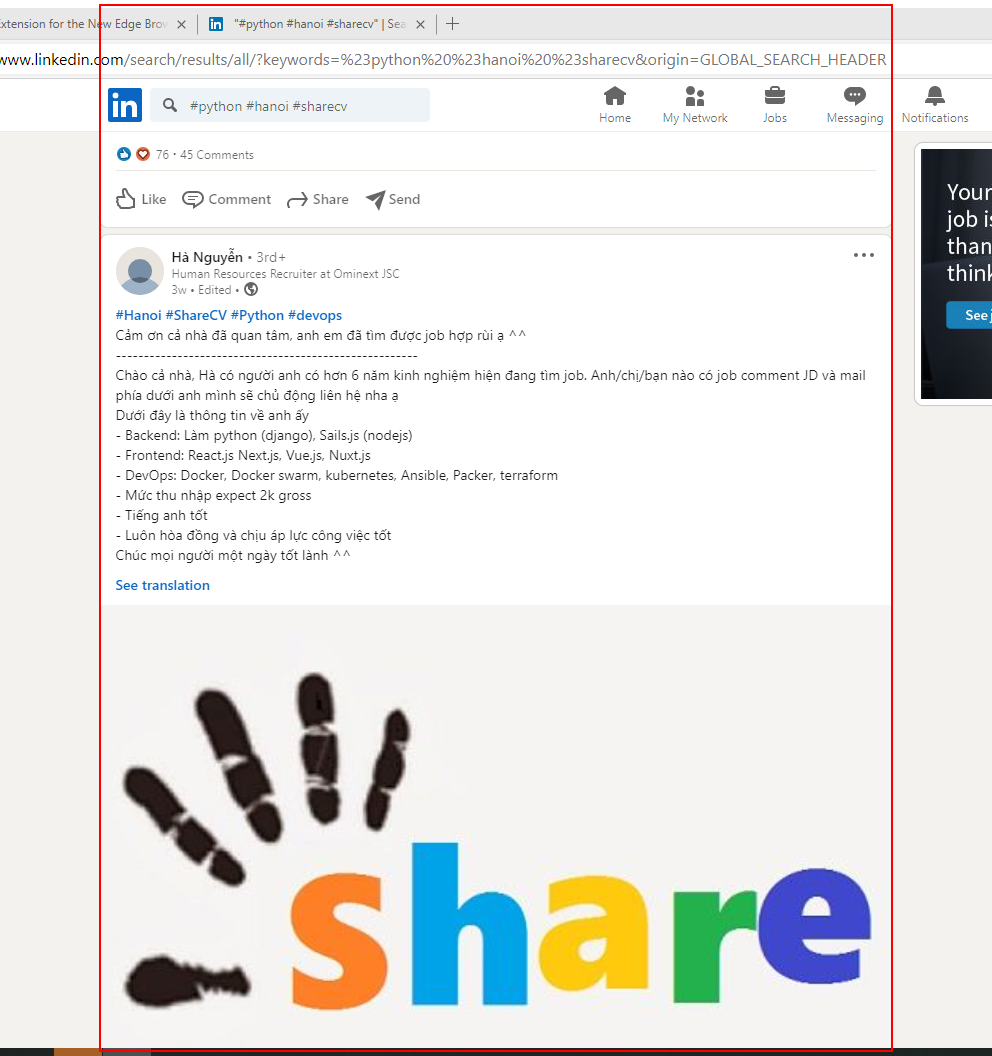 Extension for the New Edge Brow
"#python #hanoi #sharecv" | Sea
www.linkedin.com/search/results/all/?keywords=%23python%20%23hanoi%20%23sharecv&origin=GLOBAL_SEARCH_HEADER
in
#python #hanoi #sharecv
Home
My Network
Jobs
Messaging
Notifications
76 · 45 Comments
Like
Comment
Share
Send
Hà Nguyễn • 3rd+
Human Resources Recruiter at Ominext JSC
3w • Edited •
#Hanoi #ShareCV #Python #devops
Cảm ơn cả nhà đã quan tâm, anh em đã tìm được job hợp rùi ạ ^^
------------------------------------------------------
Chào cả nhà, Hà có người anh có hơn 6 năm kinh nghiệm hiện đang tìm job. Anh/chị/bạn nào có job comment JD và mail
phía dưới anh mình sẽ chủ động liên hệ nha ạ
Dưới đây là thông tin về anh ấy
- Backend: Làm python (django), Sails.js (nodejs)
- Frontend: React.js Next.js, Vue.js, Nuxt.js
- DevOps: Docker, Docker swarm, kubernetes, Ansible, Packer, terraform
- Mức thu nhập expect 2k gross
- Tiếng anh tốt
- Luôn hòa đồng và chịu áp lực công việc tốt
Chúc mọi người một ngày tốt lành ^^
See translation
share
Your
job is
than
think
See j